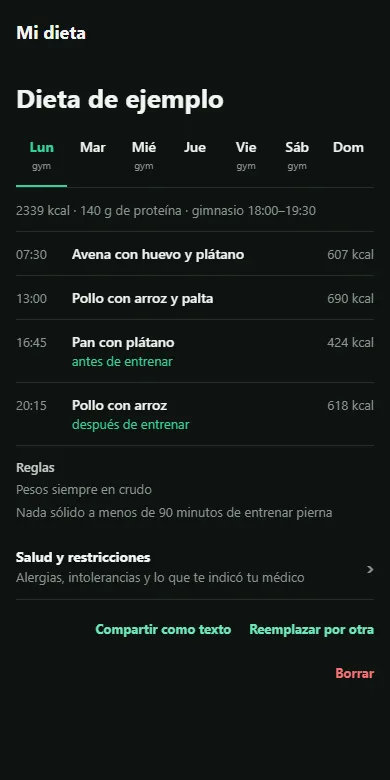 Mi dieta
Dieta de ejemplo
Lun Mar Mié Jue Vie Sáb Dom
gym gym gym gym
2339 kcal · 140 g de proteína · gimnasio 18:00–19:30
07:30 Avena con huevo y plátano 607 kcal
13:00 Pollo con arroz y palta 690 kcal
16:45 Pan con plátano 424 kcal
antes de entrenar
20:15 Pollo con arroz 618 kcal
después de entrenar
Reglas
Pesos siempre en crudo
Nada sólido a menos de 90 minutos de entrenar pierna
Salud y restricciones
Alergias, intolerancias y lo que te indicó tu médico
Compartir como texto Reemplazar por otra
Borrar